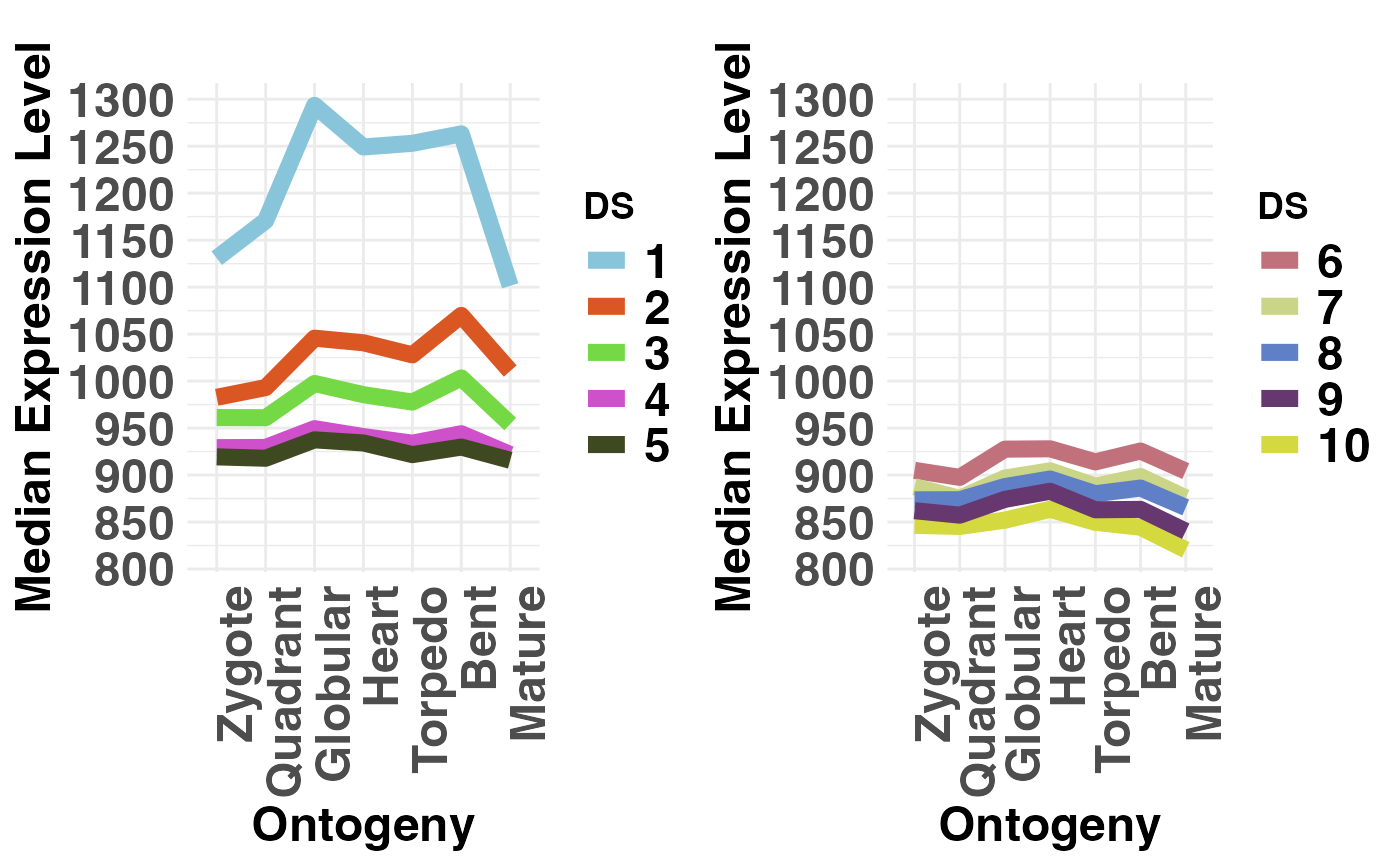 Median Expression Level
1300
1250
1200
1150
1100
1050
1000
950
900
850
800
Zygote
Quadrant
Globular
Heart
Torpedo
Bent
Mature
Ontogeny
DS
1
2
3
4
5
Median Expression Level
1300
1250
1200
1150
1100
1050
1000
950
900
850
800
Zygote
Quadrant
Globular
Heart
Torpedo
Bent
Mature
Ontogeny
DS
6
7
8
9
10